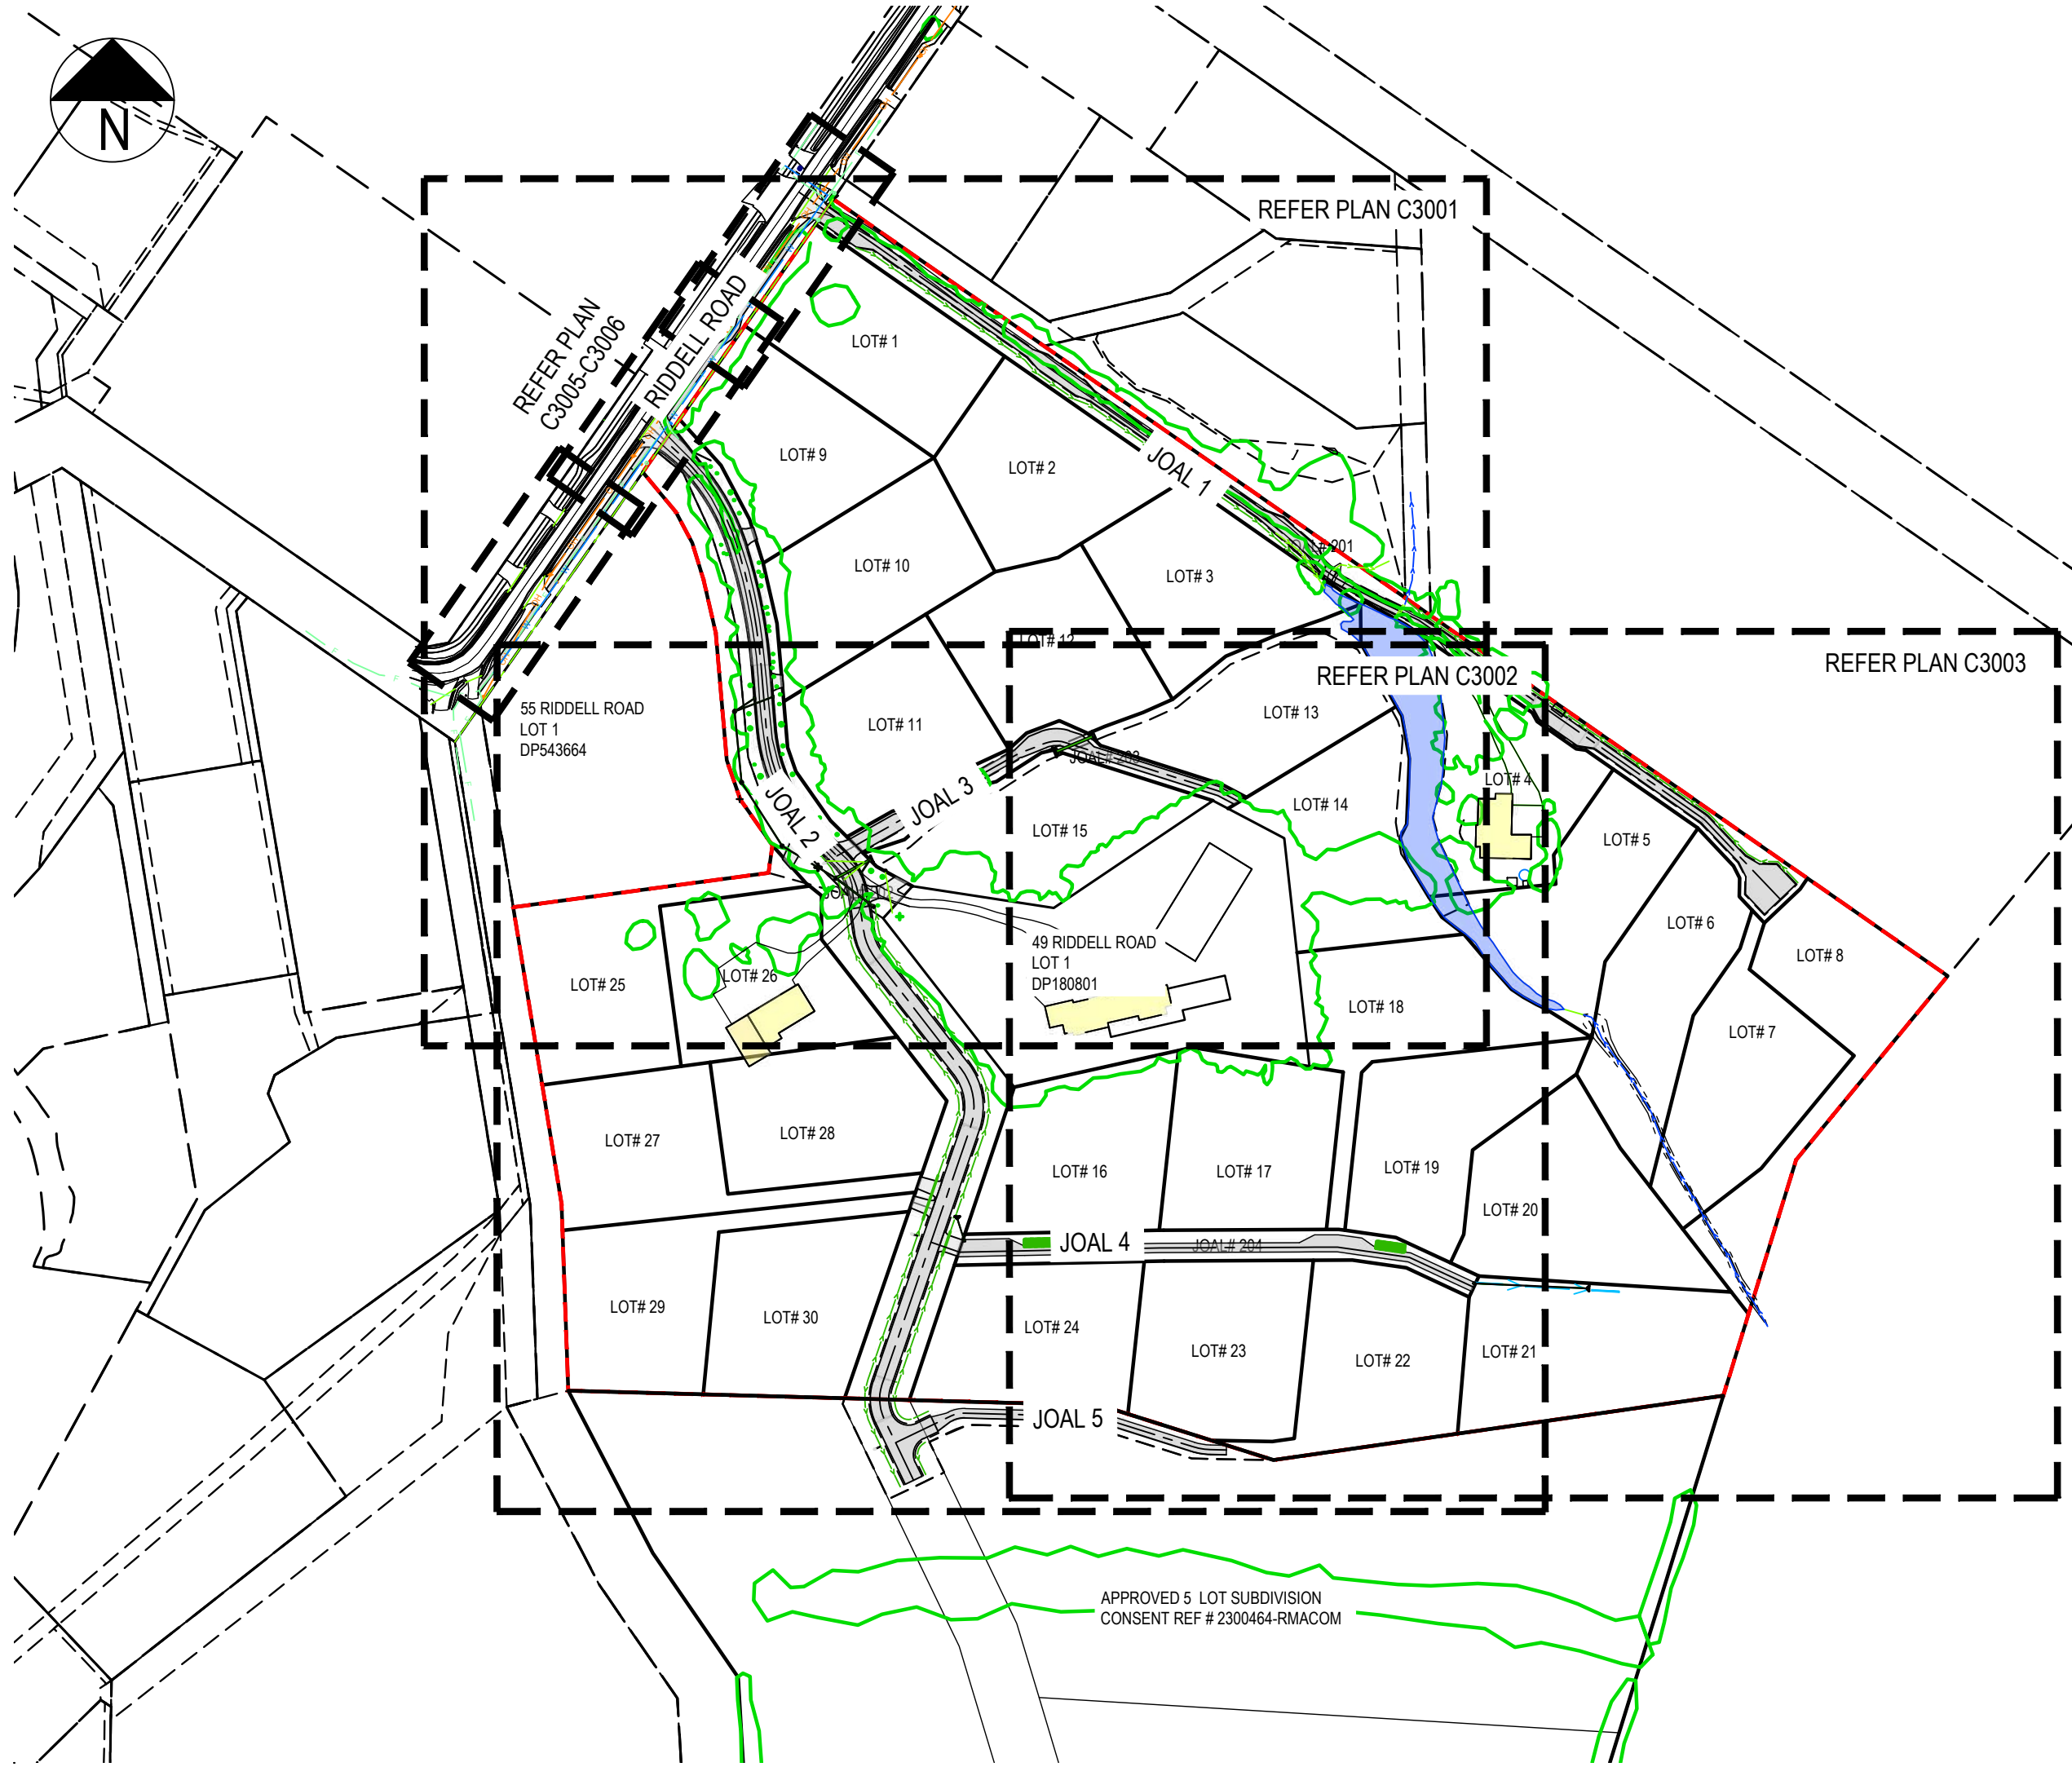 N
REFER PLAN C3001
REFER PLAN
C3005-C3006
RIDDELL ROAD
LOT# 1
LOT# 9
LOT# 2
JOAL 1
LOT# 10
LOT# 3
LOT# 12
REFER PLAN C3002
REFER PLAN C3003
55 RIDDELL ROAD
LOT 1
DP543664
LOT# 11
LOT# 13
JOAL 2
JOAL 3
LOT# 4
LOT# 14
LOT# 15
LOT# 5
LOT# 6
LOT# 8
49 RIDDELL ROAD
LOT 1
DP180801
LOT# 25
LOT# 26
LOT# 18
LOT# 7
LOT# 27
LOT# 28
LOT# 16
LOT# 17
LOT# 19
LOT# 20
JOAL 4
JOAL# 204
LOT# 29
LOT# 30
LOT# 24
LOT# 23
LOT# 22
LOT# 21
JOAL 5
APPROVED 5 LOT SUBDIVISION
CONSENT REF # 2300464-RMACOM